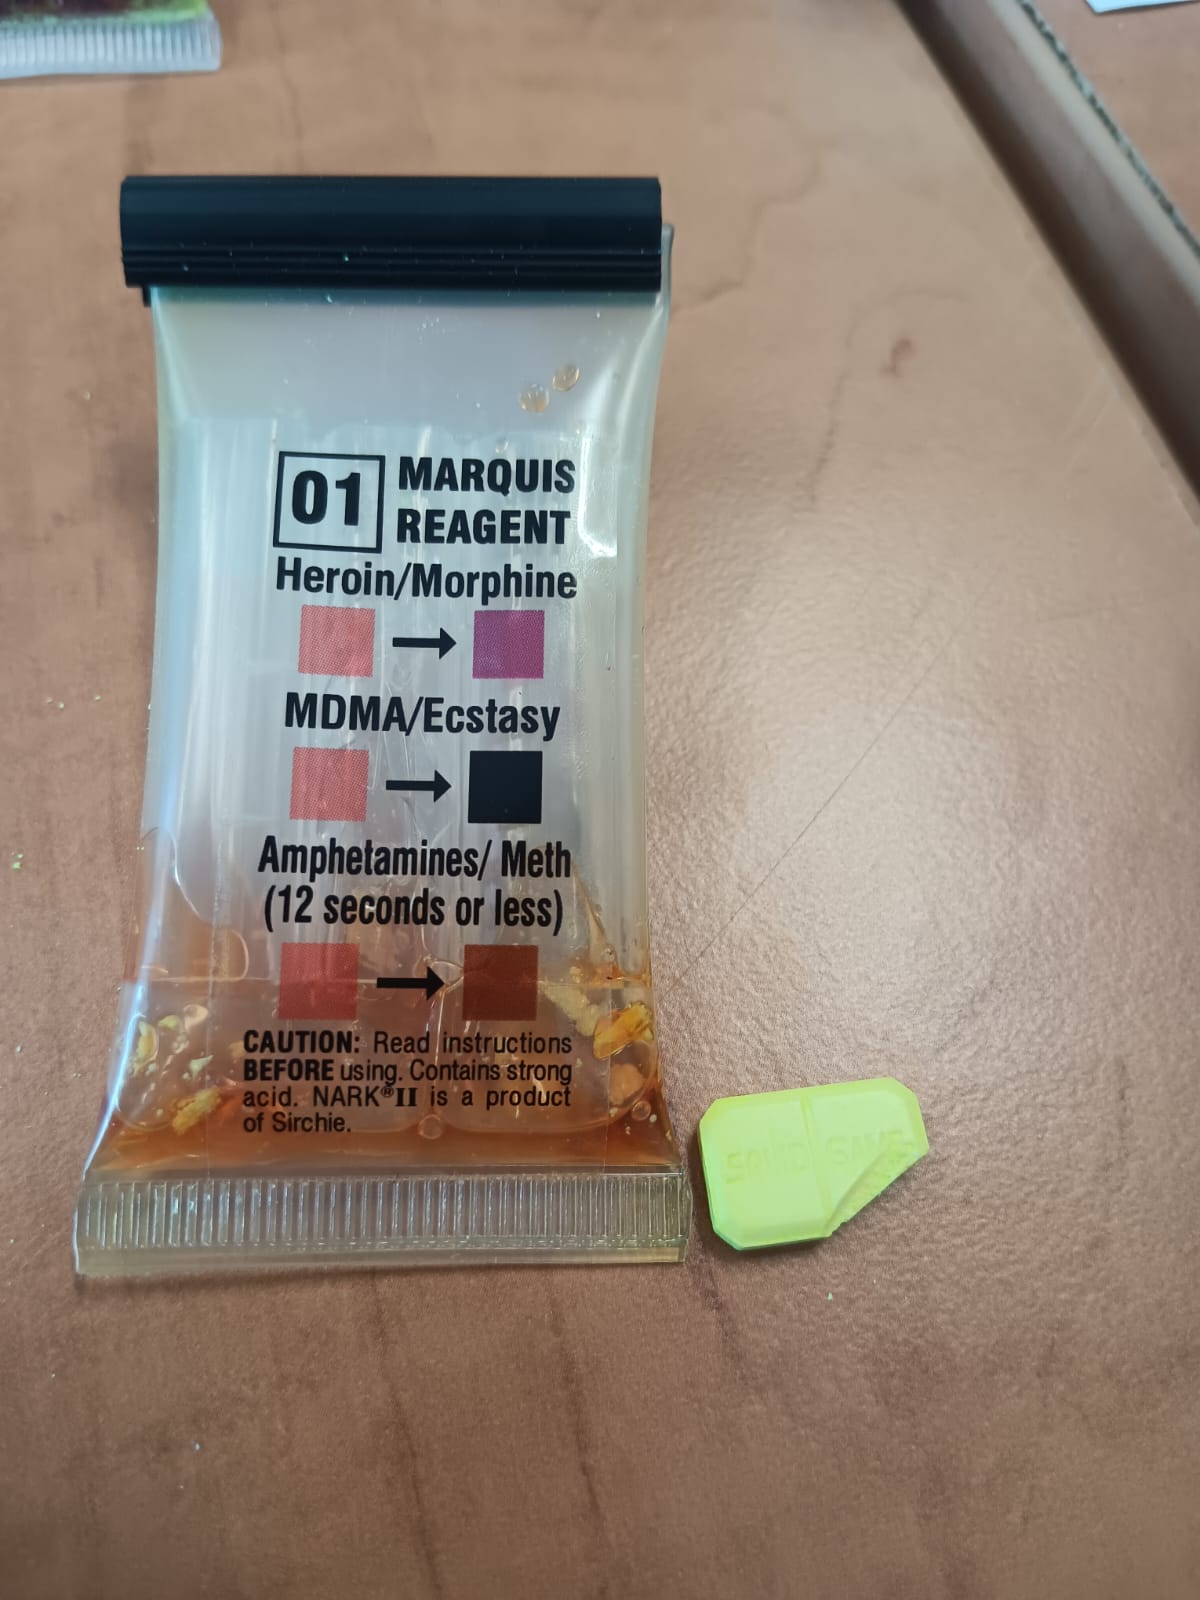 01 MARQUIS
REAGENT
Heroin/Morphine
MDMA/Ecstasy
Amphetamines/ Meth
(12 seconds or less)
CAUTION: Read instructions
BEFORE using. Contains strong
acid. NARK®II is a product
of Sirchie.